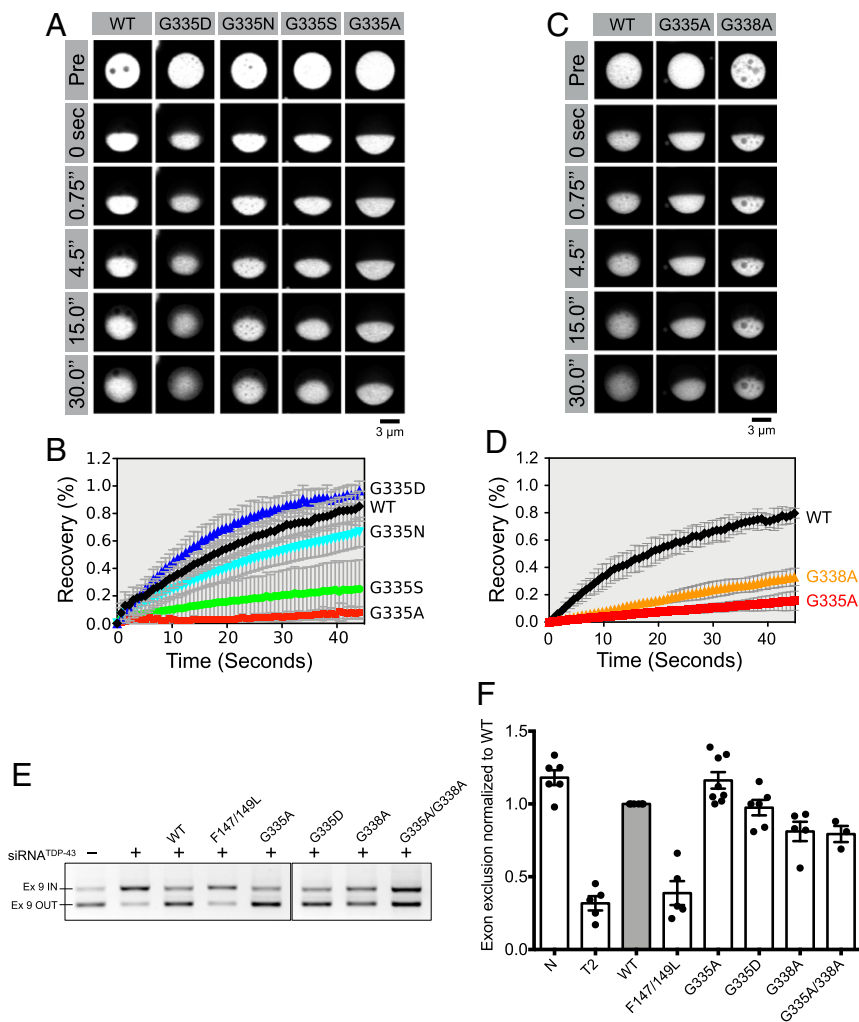 A
WT G335D G335N G335S G335A
Pre
0 sec
0.75”
4.5”
15.0”
30.0”
3 µm
C
WT G335A G338A
Pre
0 sec
0.75”
4.5”
15.0”
30.0”
3 µm
B
Recovery (%)
1.2
1.0
0.8
0.6
0.4
0.2
0.0
0 10 20 30 40
Time (Seconds)
G335D
WT
G335N
G335S
G335A
D
Recovery (%)
1.2
1.0
0.8
0.6
0.4
0.2
0.0
0 10 20 30 40
Time (Seconds)
WT
G338A
G335A
E
WT F147/149L G335A G335D G338A G335A/G338A
siRNATDP-43 – + + + + + + +
Ex 9 IN
Ex 9 OUT
F
Exon exclusion normalized to WT
1.5
1.0
0.5
0.0
N T2 WT F147/149L G335A G335D G338A G335A/338A